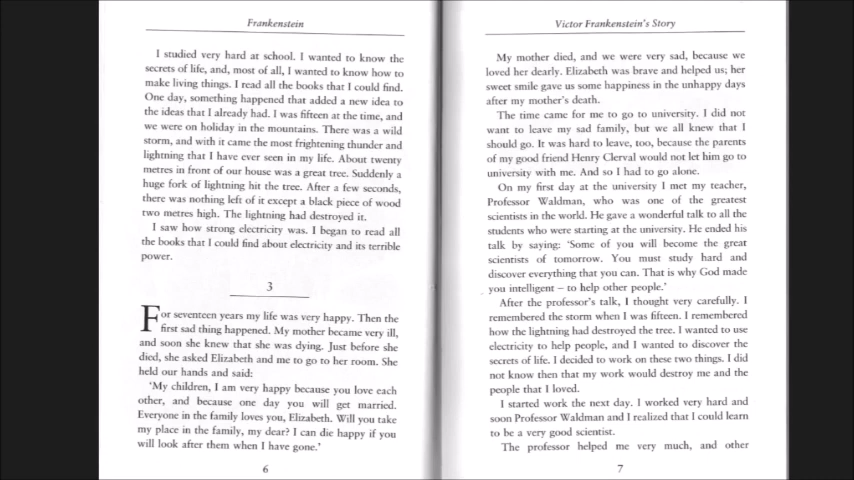 Frankenstein
I studied very hard at school. I wanted to know the
secrets of life, and, most of all, I wanted to know how to
make living things. I read all the books that I could find.
One day, something happened that added a new idea to
the ideas that I already had. I was fifteen at the time, and
we were on holiday in the mountains. There was a wild
storm, and with it came the most frightening thunder and
lightning that I have ever seen in my life. About twenty
metres in front of our house was a great tree. Suddenly a
huge fork of lightning hit the tree. After a few seconds,
there was nothing left of it except a black piece of wood
two metres high. The lightning had destroyed it.
I saw how strong electricity was. I began to read all
the books that I could find about electricity and its terrible
power.
3
For seventeen years my life was very happy. Then the
first sad thing happened. My mother became very ill,
and soon she knew that she was dying. Just before she
died, she asked Elizabeth and me to go to her room. She
held our hands and said:
‘My children, I am very happy because you love each
other, and because one day you will get married.
Everyone in the family loves you, Elizabeth. Will you take
my place in the family, my dear? I can die happy if you
will look after them when I have gone.’
6
Victor Frankenstein's Story
My mother died, and we were very sad, because we
loved her dearly. Elizabeth was brave and helped us; her
sweet smile gave us some happiness in the unhappy days
after my mother's death.
The time came for me to go to university. I did not
want to leave my sad family, but we all knew that I
should go. It was hard to leave, too, because the parents
of my good friend Henry Clerval would not let him go to
university with me. And so I had to go alone.
On my first day at the university I met my teacher,
Professor Waldman, who was one of the greatest
scientists in the world. He gave a wonderful talk to all the
students who were starting at the university. He ended his
talk by saying: ‘Some of you will become the great
scientists of tomorrow. You must study hard and
discover everything that you can. That is why God made
you intelligent – to help other people.’
After the professor's talk, I thought very carefully. I
remembered the storm when I was fifteen. I remembered
how the lightning had destroyed the tree. I wanted to use
electricity to help people, and I wanted to discover the
secrets of life. I decided to work on these two things. I did
not know then that my work would destroy me and the
people that I loved.
I started work the next day. I worked very hard and
soon Professor Waldman and I realized that I could learn
to be a very good scientist.
The professor helped me very much, and other
7